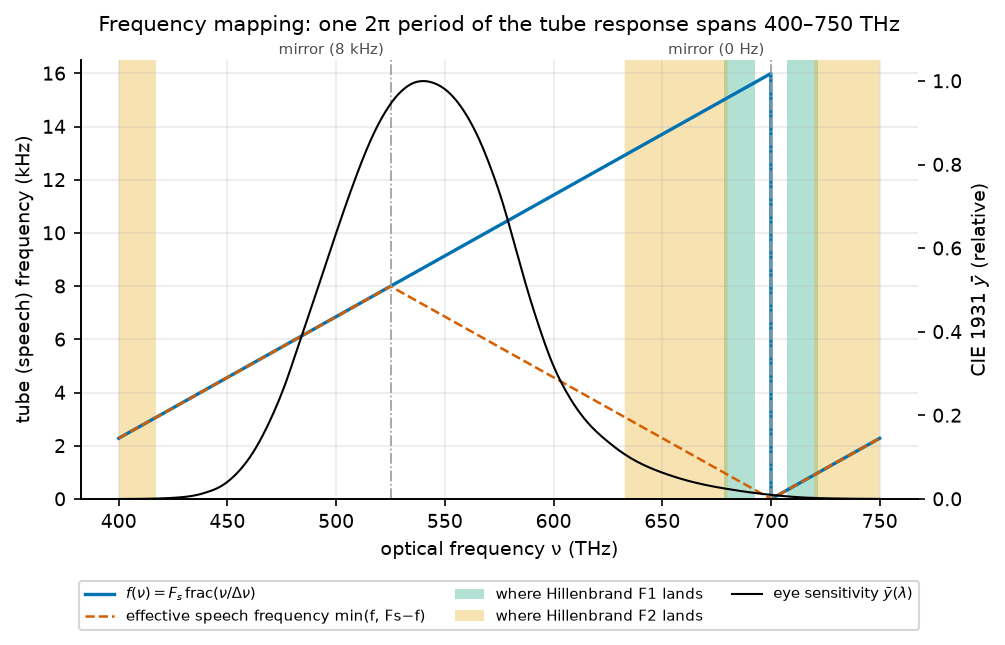 Frequency mapping: one 2π period of the tube response spans 400–750 THz
mirror (8 kHz)
mirror (0 Hz)
16
14
12
10
8
6
4
2
0
tube (speech) frequency (kHz)
1.0
0.8
0.6
0.4
0.2
0.0
CIE 1931 ȳ (relative)
400
450
500
550
600
650
700
750
optical frequency ν (THz)
f(ν) = Fₛ frac(ν/Δν)
effective speech frequency min(f, Fs−f)
where Hillenbrand F1 lands
where Hillenbrand F2 lands
eye sensitivity ȳ(λ)